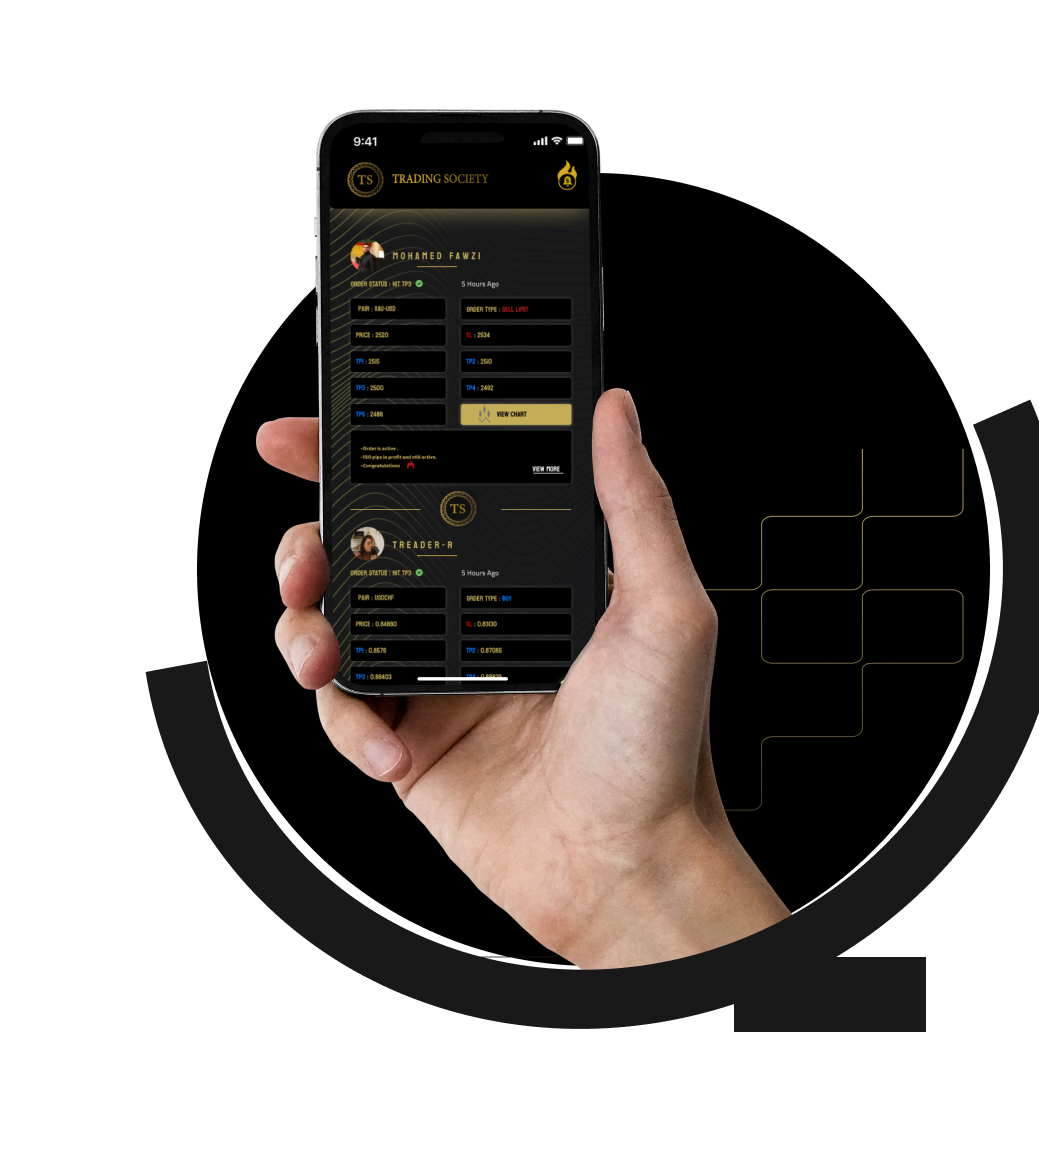 9:41
TS TRADING SOCIETY
MOHAMED FAWZI
ORDER STATUS : HIT TP3 5 Hours Ago
PAIR : XAU-USD ORDER TYPE : SELL LIMIT
PRICE : 2520 SL : 2534
TP1 : 2515 TP2 : 2510
TP3 : 2500 TP4 : 2492
TP5 : 2486 VIEW CHART
-Order is active .
-150 pips in profit and still active.
-Congratulations
VIEW MORE
TS
TREADER-R
ORDER STATUS : HIT TP3 5 Hours Ago
PAIR : USDCHF ORDER TYPE : BUY
PRICE : 0.84880 SL : 0.83130
TP1 : 0.8576 TP2 : 0.87085
TP3 : 0.88403 TP4 :